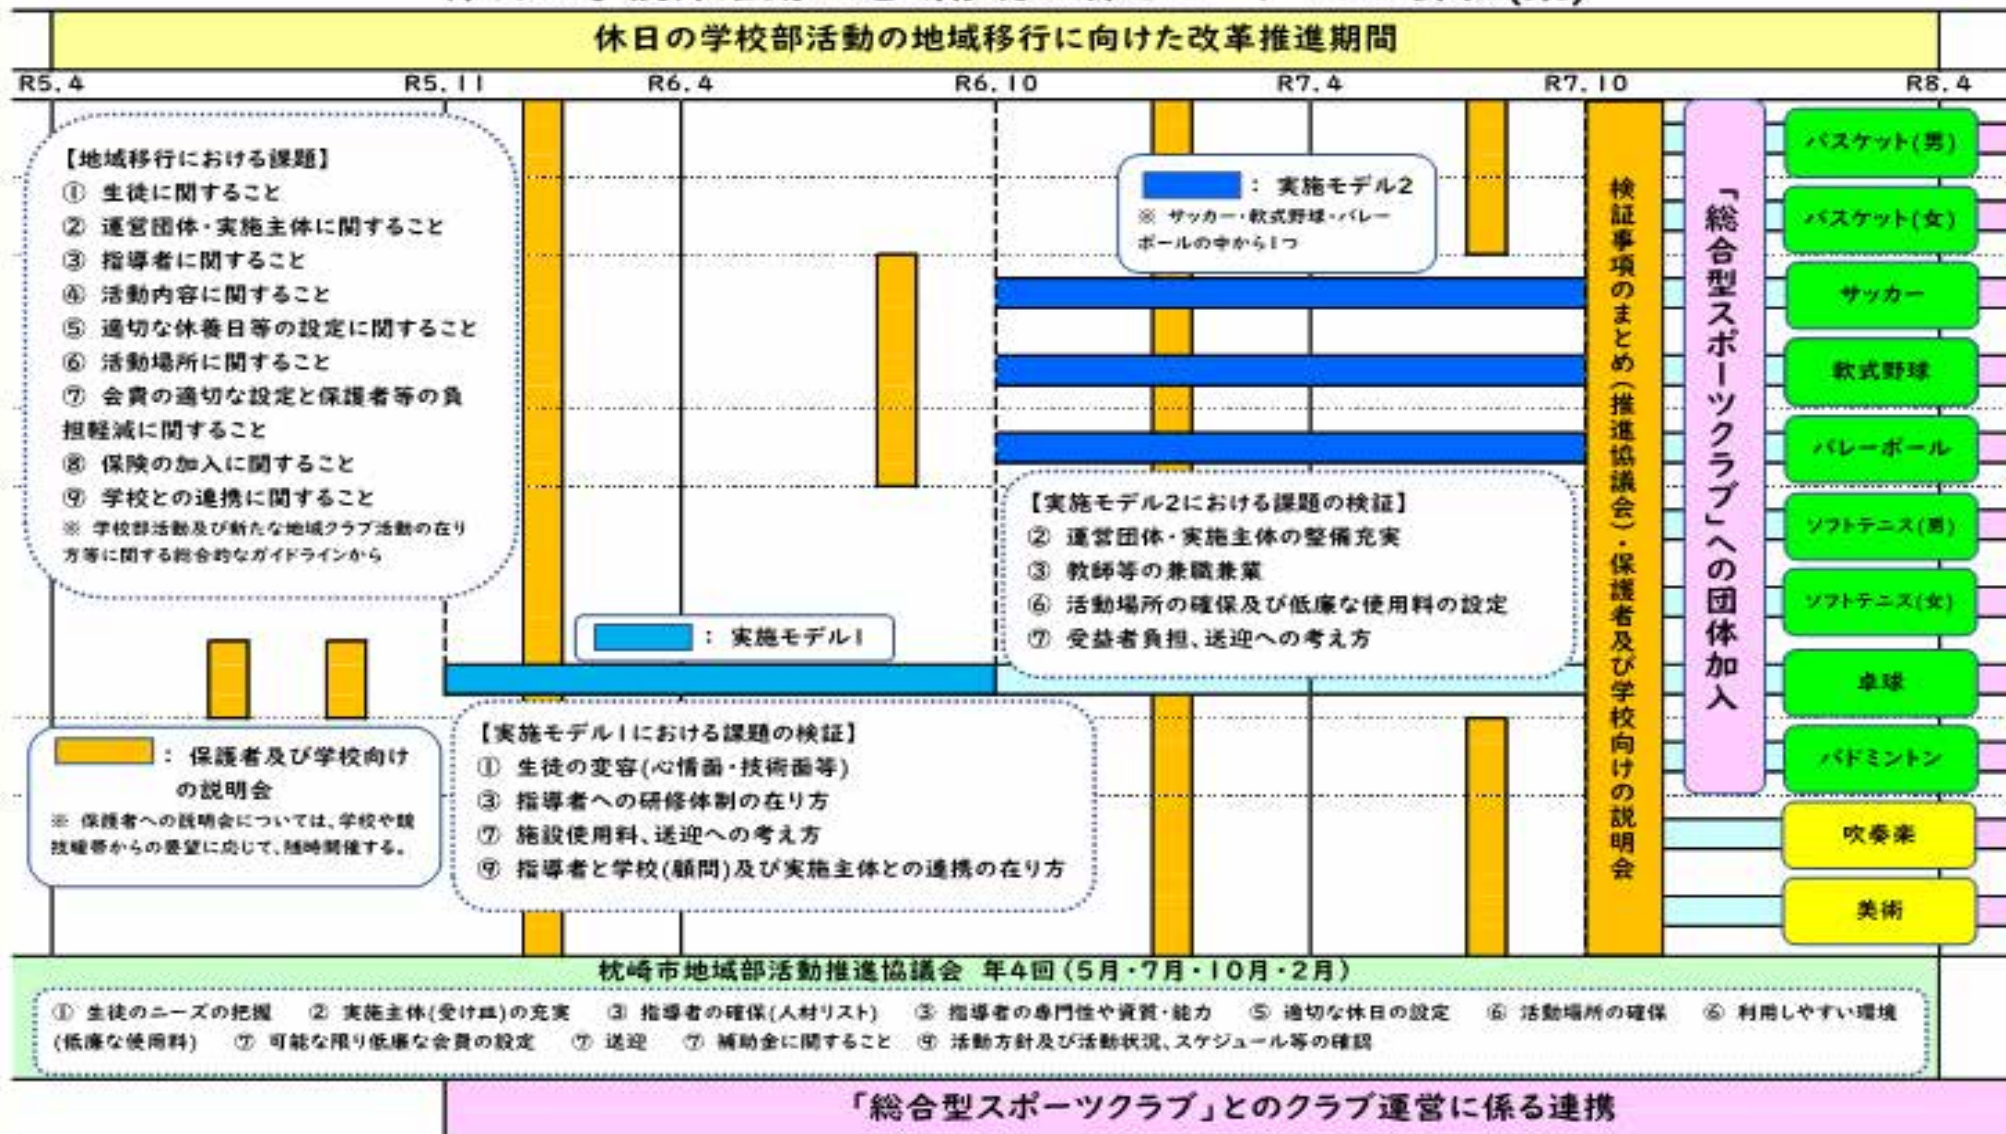 休日の学校部活動の地域移行に向けた改革推進期間
R5.4 R5.11 R6.4 R6.10 R7.4 R7.10 R8.4
【地域移行における課題】
① 生徒に関すること
② 運営団体・実施主体に関すること
③ 指導者に関すること
④ 活動内容に関すること
⑤ 適切な休養日等の設定に関すること
⑥ 活動場所に関すること
⑦ 会費の適切な設定と保護者等の負
担軽減に関すること
⑧ 保険の加入に関すること
⑨ 学校との連携に関すること
※ 学校部活動及び新たな地域クラブ活動の在り
方等に関する総合的なガイドラインから
: 実施モデル2
※ サッカー・軟式野球・バレー
ボールの中から1つ
【実施モデル2における課題の検証】
② 運営団体・実施主体の整備充実
③ 教師等の兼職兼業
⑥ 活動場所の確保及び低廉な使用料の設定
⑦ 受益者負担、送迎への考え方
: 実施モデル1
【実施モデル1における課題の検証】
① 生徒の変容(心情面・技術面等)
③ 指導者への研修体制の在り方
⑦ 施設使用料、送迎への考え方
⑨ 指導者と学校(顧問)及び実施主体との連携の在り方
: 保護者及び学校向け
の説明会
※ 保護者への説明会については、学校や競
技種等からの要望に応じて、随時開催する。
検証事項のまとめ(推進協議会)・保護者及び学校向けの説明会
「総合型スポーツクラブ」への団体加入
バスケット(男)
バスケット(女)
サッカー
軟式野球
バレーボール
ソフトテニス(男)
ソフトテニス(女)
卓球
バドミントン
吹奏楽
美術
枕崎市地域部活動推進協議会 年4回(5月・7月・10月・2月)
① 生徒のニーズの把握 ② 実施主体(受け皿)の充実 ③ 指導者の確保(人材リスト) ③ 指導者の専門性や資質・能力 ⑤ 適切な休日の設定 ⑥ 活動場所の確保 ⑥ 利用しやすい環境
(低廉な使用料) ⑦ 可能な限り低廉な会費の設定 ⑦ 送迎 ⑦ 補助金に関すること ⑨ 活動方針及び活動状況、スケジュール等の確認
「総合型スポーツクラブ」とのクラブ運営に係る連携